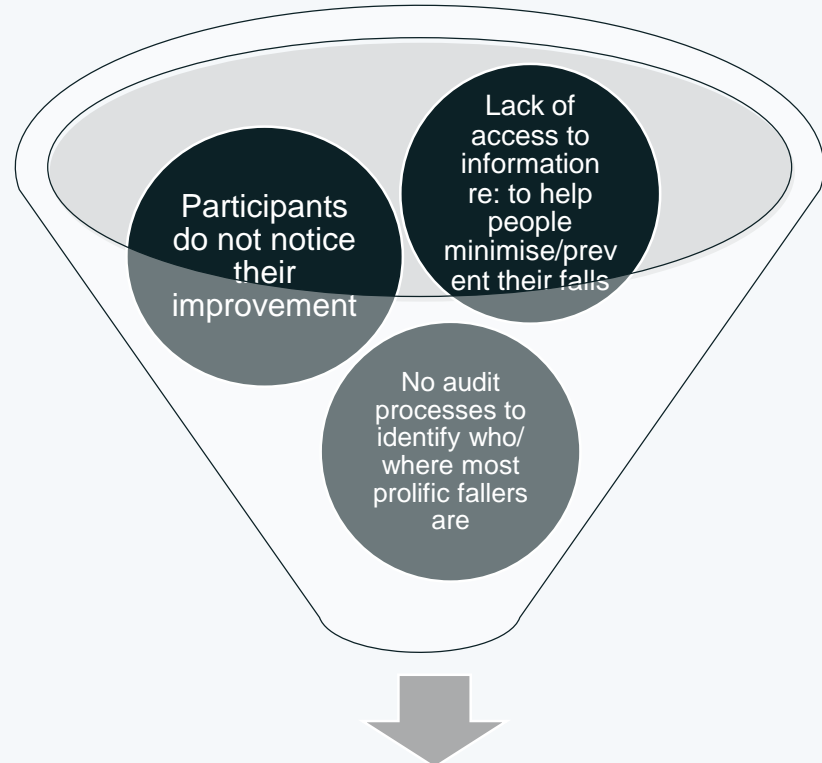 Participants
do not notice
their
improvement
Lack of
access to
information
re: to help
people
minimise/prev
ent their falls
No audit
processes to
identify who/
where most
prolific fallers
are